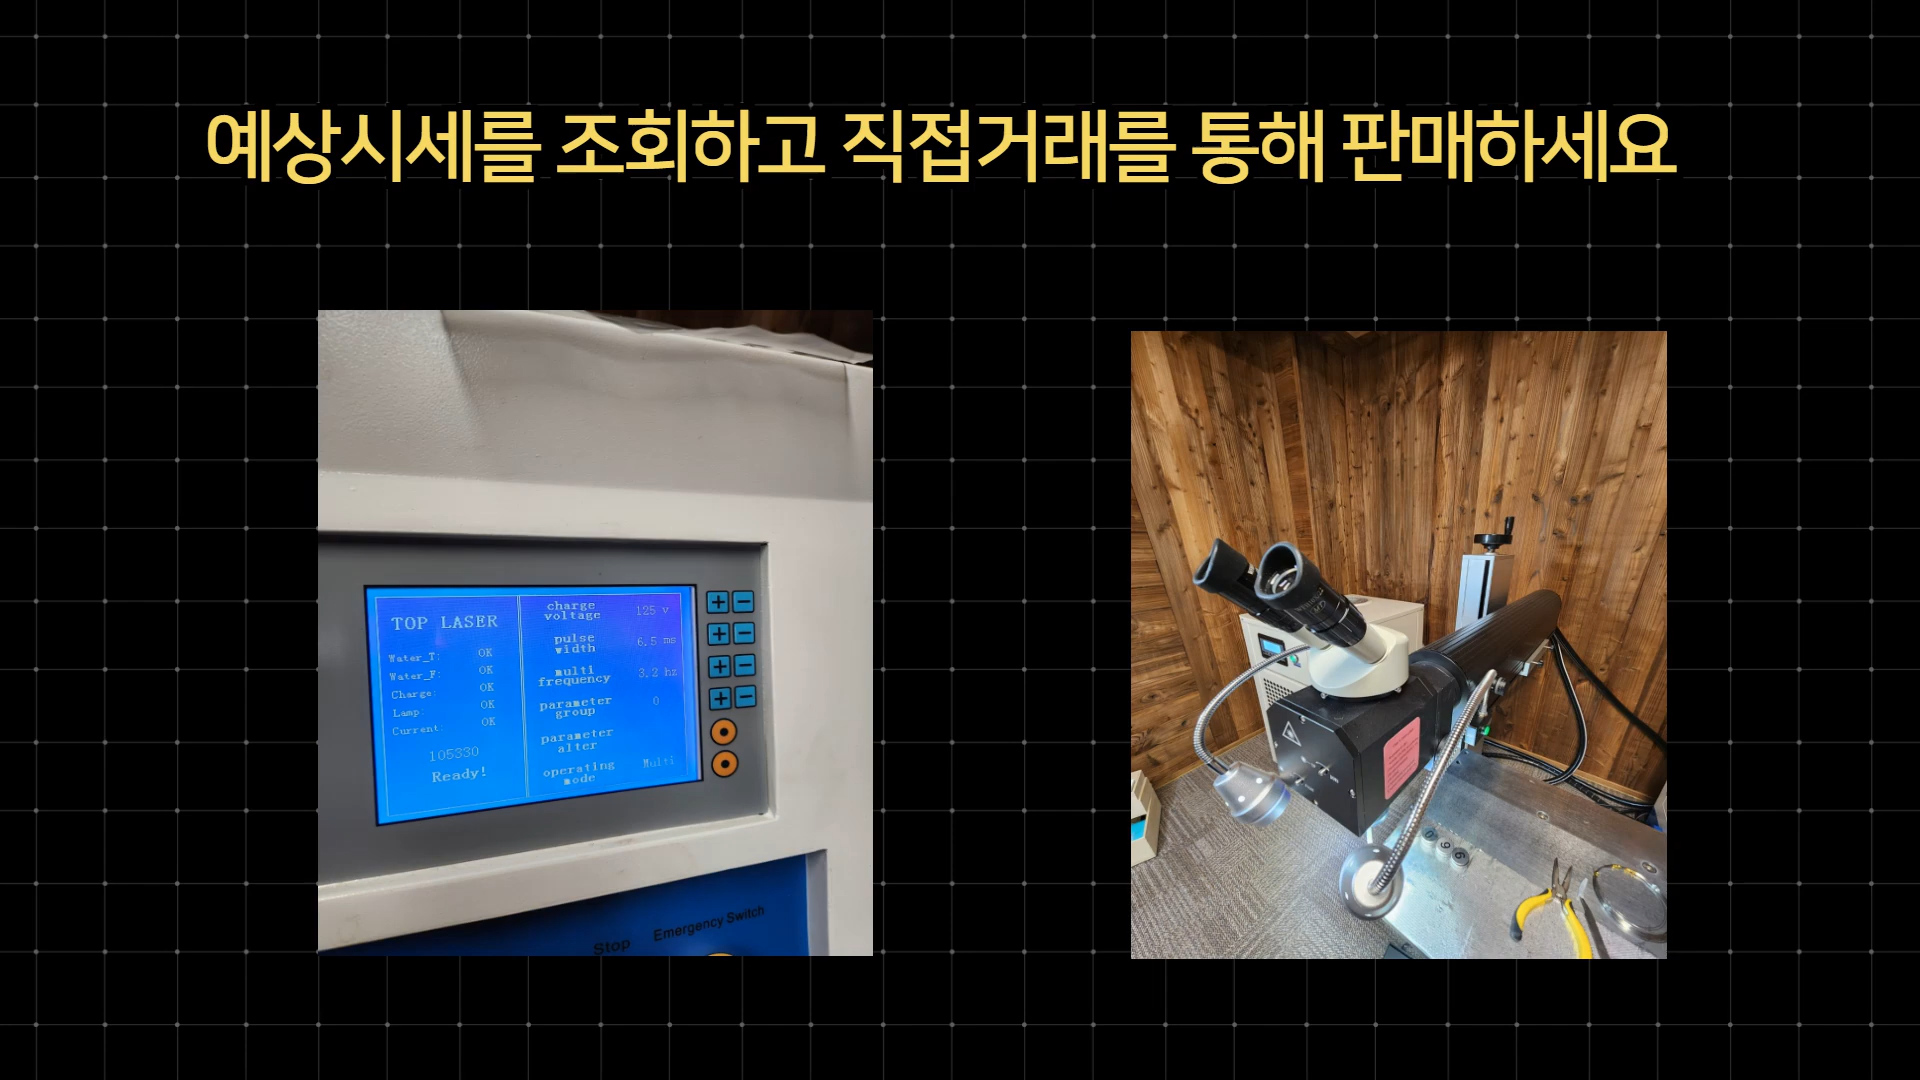 예상시세를 조회하고 직접거래를 통해 판매하세요
TOP LASER
Water_T: OK
Water_F: OK
Charge: OK
Lamp: OK
Current: OK
105330
Ready!
charge voltage 125 v
pulse width 6.5 ms
multi frequency 3.2 hz
parameter group 0
parameter alter
operating mode Multi
Stop
Emergency Switch